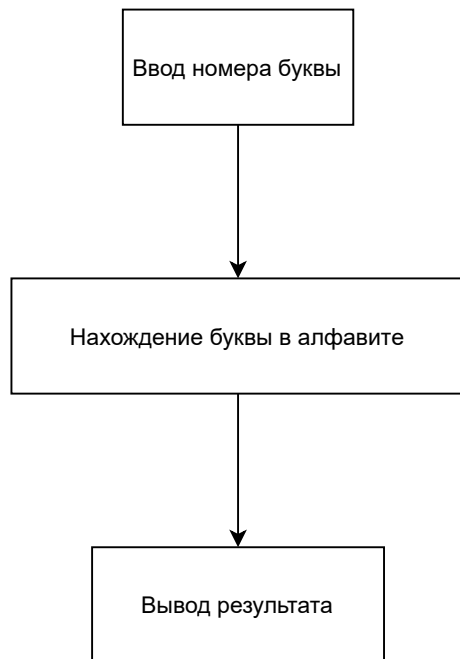 Ввод номера буквы
Нахождение буквы в алфавите
Вывод результата